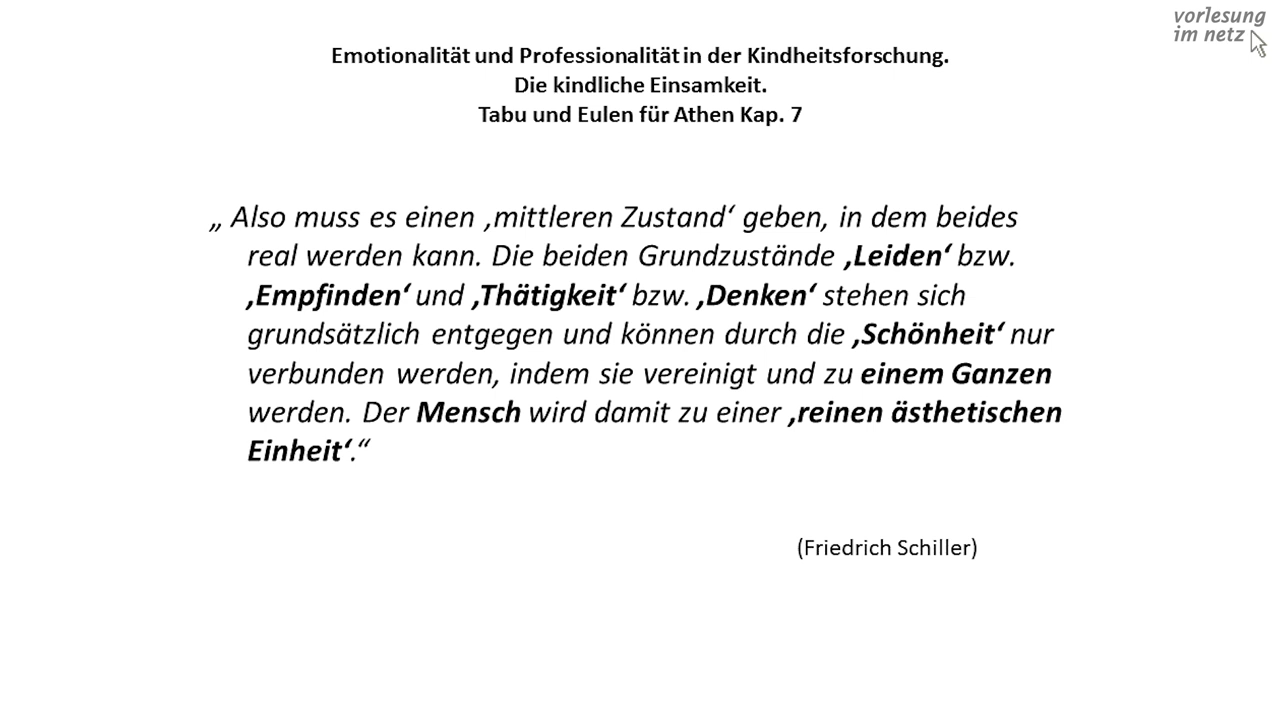 vorlesung
im netz
Emotionalität und Professionalität in der Kindheitsforschung.
Die kindliche Einsamkeit.
Tabu und Eulen für Athen Kap. 7
„ Also muss es einen ‚mittleren Zustand‘ geben, in dem beides
real werden kann. Die beiden Grundzustände ‚Leiden‘ bzw.
‚Empfinden‘ und ‚Thätigkeit‘ bzw. ‚Denken‘ stehen sich
grundsätzlich entgegen und können durch die ‚Schönheit‘ nur
verbunden werden, indem sie vereinigt und zu einem Ganzen
werden. Der Mensch wird damit zu einer ‚reinen ästhetischen
Einheit‘.“
(Friedrich Schiller)